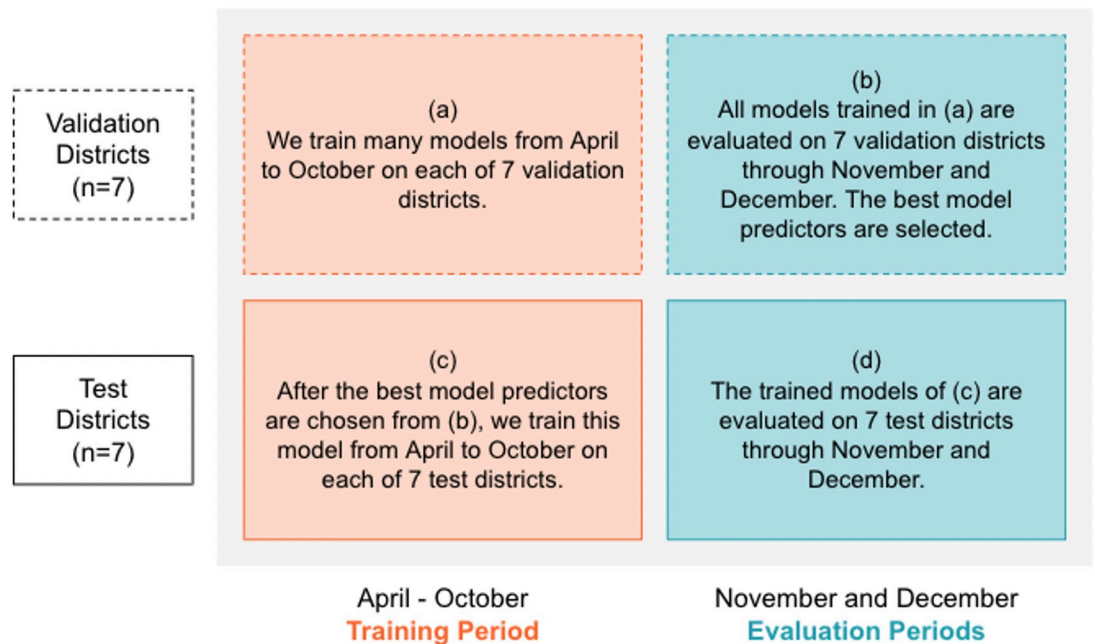 Validation
Districts
(n=7)
(a)
We train many models from April
to October on each of 7 validation
districts.
(b)
All models trained in (a) are
evaluated on 7 validation districts
through November and
December. The best model
predictors are selected.
Test
Districts
(n=7)
(c)
After the best model predictors
are chosen from (b), we train this
model from April to October on
each of 7 test districts.
(d)
The trained models of (c) are
evaluated on 7 test districts
through November and
December.
April - October
Training Period
November and December
Evaluation Periods